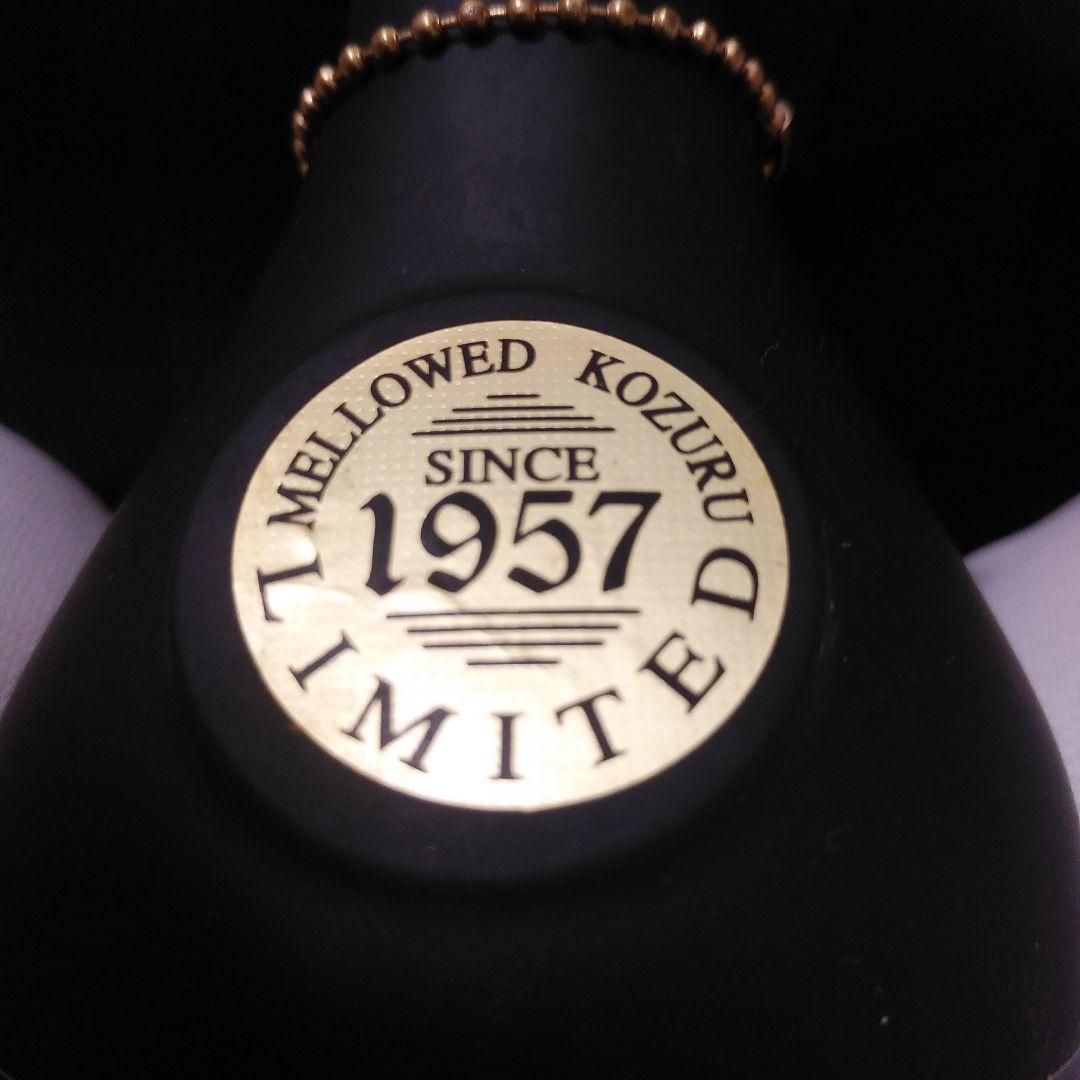 MELLOWED KOZURU
SINCE
1957
LIMITED